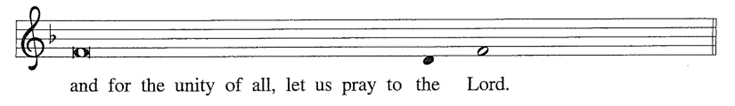 and for the unity of all, let us pray to the Lord.